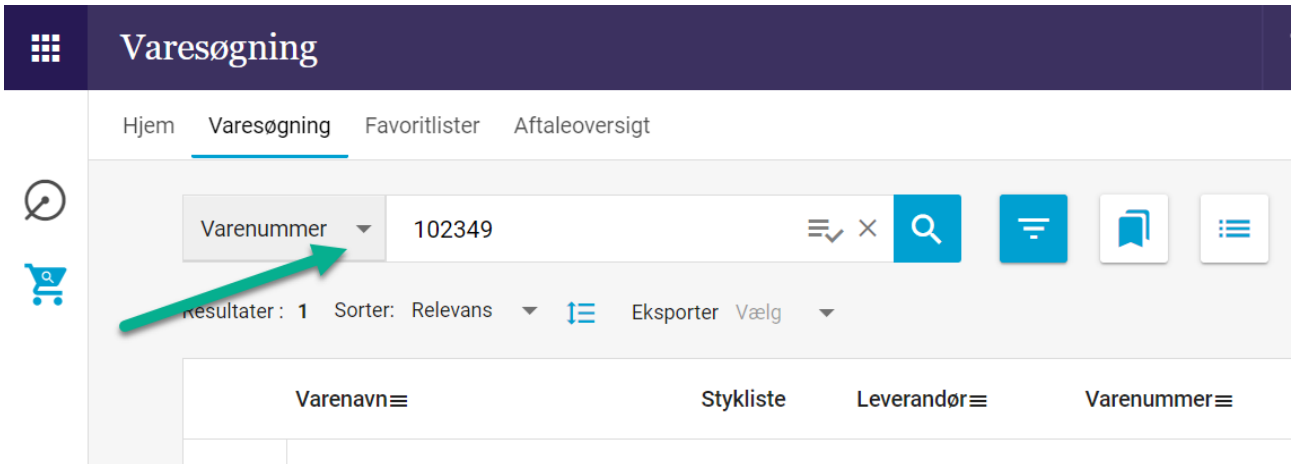 Varesøgning
Hjem Varesøgning Favoritlister Aftaleoversigt
Varenummer 102349
Resultater : 1 Sorter: Relevans Eksporter Vælg
Varenavn Stykliste Leverandør Varenummer